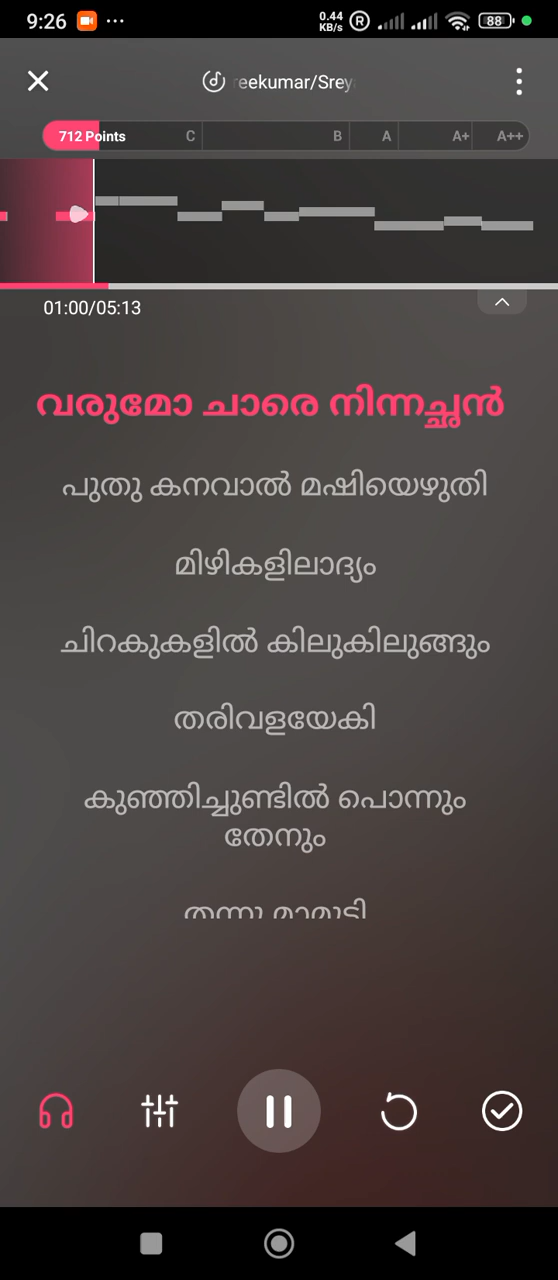 9:26 ... 0.44 KB/s R 88
reekumar/Srey
712 Points C B A A+ A++
01:00/05:13
വരുമോ ചാരെ നിന്നച്ഛൻ
പുതു കനവാൽ മഷിയെഴുതി
മിഴികളിലാദ്യം
ചിറകുകളിൽ കിലുകിലുങ്ങും
തരിവളയേകി
കുഞ്ഞിച്ചുണ്ടിൽ പൊന്നും
തേനും